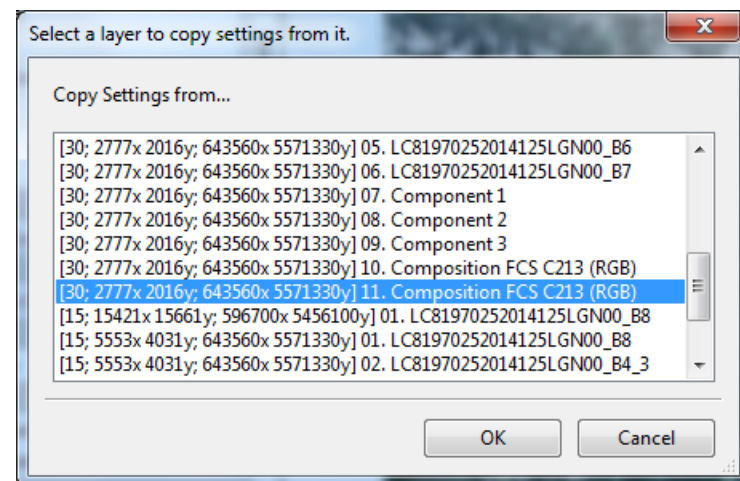 Select a layer to copy settings from it.
x
Copy Settings from...
[30; 2777x 2016y; 643560x 5571330y] 05. LC81970252014125LGN00_B6
[30; 2777x 2016y; 643560x 5571330y] 06. LC81970252014125LGN00_B7
[30; 2777x 2016y; 643560x 5571330y] 07. Component 1
[30; 2777x 2016y; 643560x 5571330y] 08. Component 2
[30; 2777x 2016y; 643560x 5571330y] 09. Component 3
[30; 2777x 2016y; 643560x 5571330y] 10. Composition FCS C213 (RGB)
[30; 2777x 2016y; 643560x 5571330y] 11. Composition FCS C213 (RGB)
[15; 15421x 15661y; 596700x 5456100y] 01. LC81970252014125LGN00_B8
[15; 5553x 4031y; 643560x 5571330y] 01. LC81970252014125LGN00_B8
[15; 5553x 4031y; 643560x 5571330y] 02. LC81970252014125LGN00_B4_3
OK Cancel